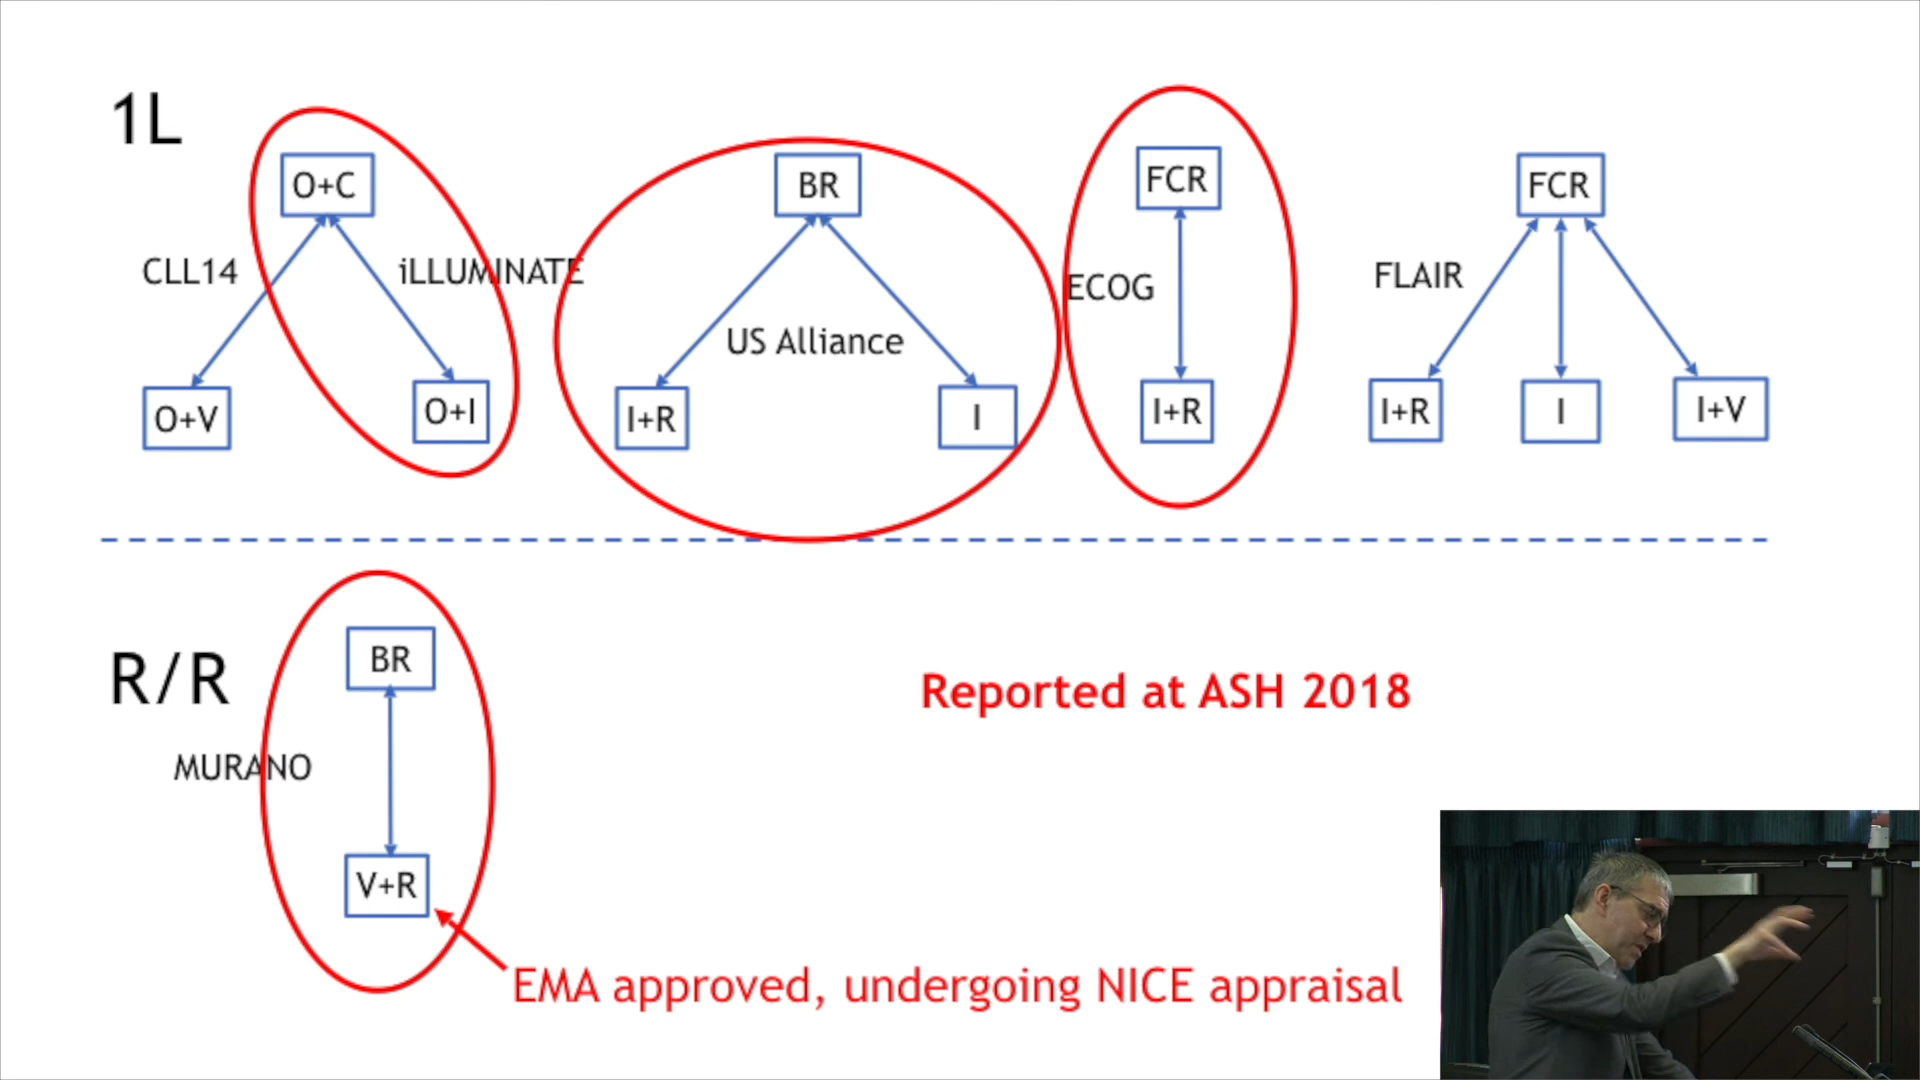 1L
O+C
CLL14
iLLUMINATE
O+V
O+I
BR
US Alliance
I+R
I
FCR
ECOG
I+R
FCR
FLAIR
I+R
I
I+V
R/R
BR
MURANO
V+R
Reported at ASH 2018
EMA approved, undergoing NICE appraisal